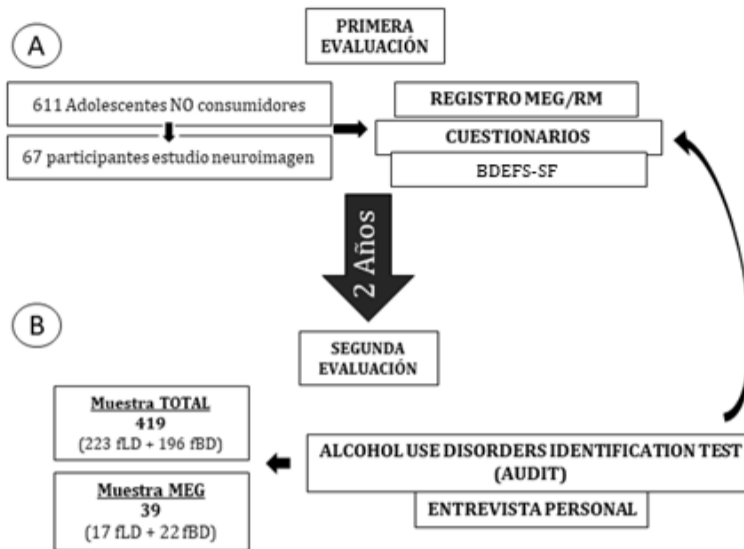 A
PRIMERA
EVALUACIÓN
611 Adolescentes NO consumidores
67 participantes estudio neuroimagen
REGISTRO MEG/RM
CUESTIONARIOS
BDEFS-SF
2 Años
B
SEGUNDA
EVALUACIÓN
Muestra TOTAL
419
(223 fLD + 196 fBD)
Muestra MEG
39
(17 fLD + 22 fBD)
ALCOHOL USE DISORDERS IDENTIFICATION TEST
(AUDIT)
ENTREVISTA PERSONAL